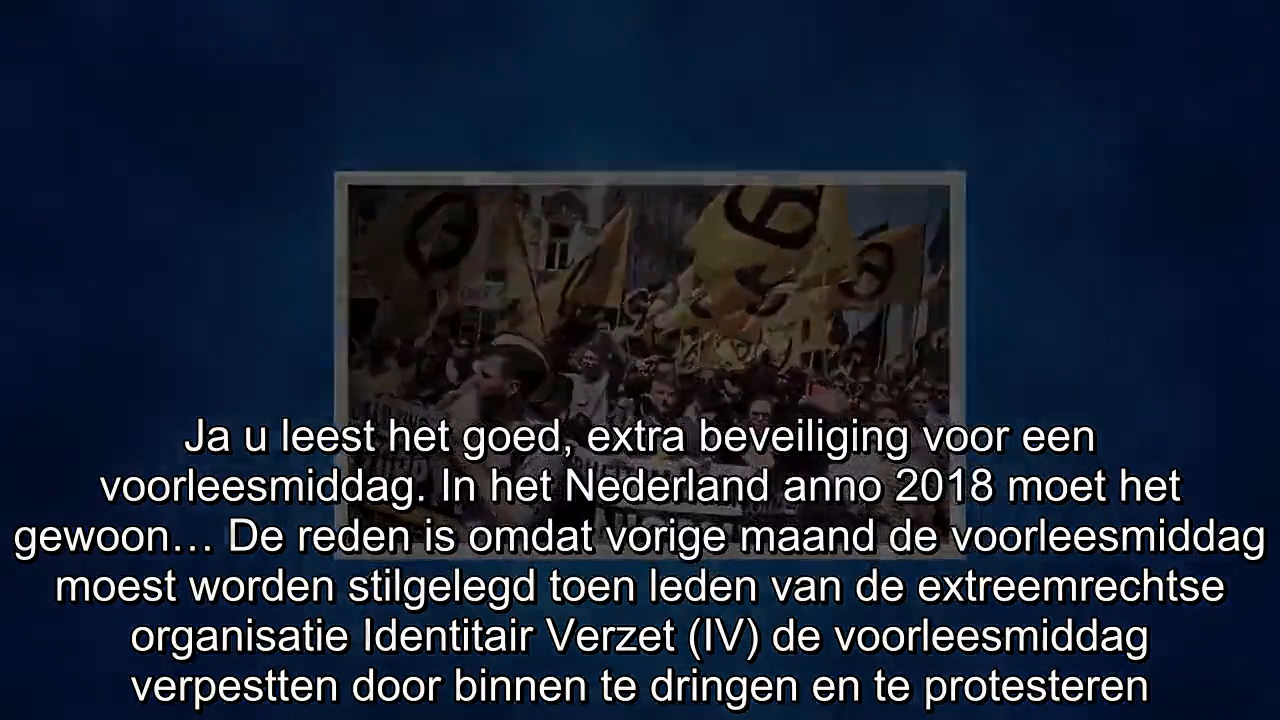 Ja u leest het goed, extra beveiliging voor een
voorleesmiddag. In het Nederland anno 2018 moet het
gewoon… De reden is omdat vorige maand de voorleesmiddag
moest worden stilgelegd toen leden van de extreemrechtse
organisatie Identitair Verzet (IV) de voorleesmiddag
verpestten door binnen te dringen en te protesteren